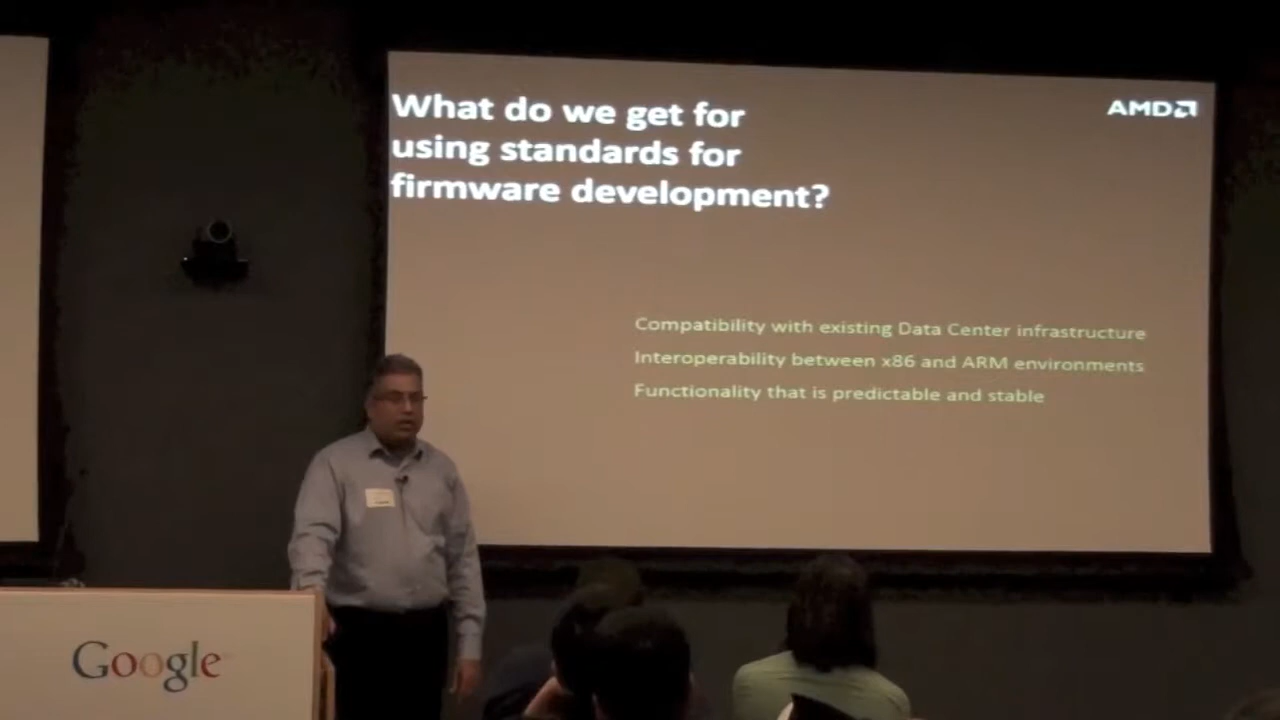 What do we get for
using standards for
firmware development?
AMD
Compatibility with existing Data Center infrastructure
Interoperability between x86 and ARM environments
Functionality that is predictable and stable
Google